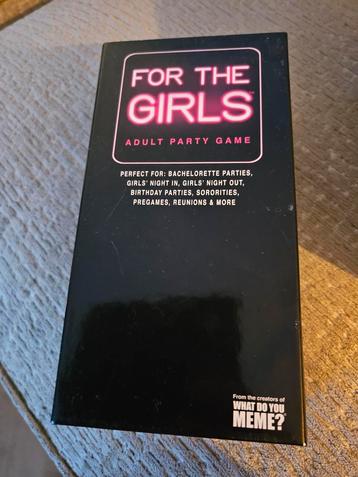 FOR THE
GIRLS™
ADULT PARTY GAME
PERFECT FOR: BACHELORETTE PARTIES,
GIRLS' NIGHT IN, GIRLS' NIGHT OUT,
BIRTHDAY PARTIES, SORORITIES,
PREGAMES, REUNIONS & MORE
From the creators of
WHAT DO YOU
MEME?